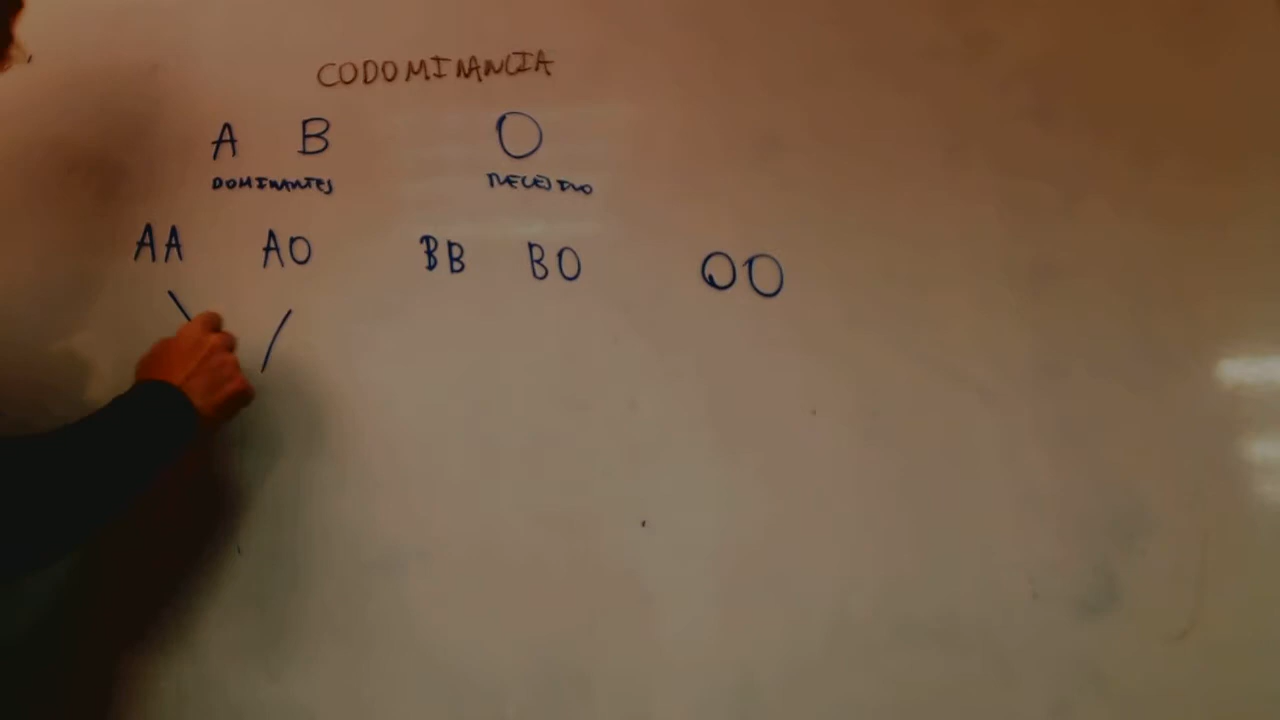 CODOMINANCIA
A B O
DOMINANTES RECESIVO
AA AO BB BO OO